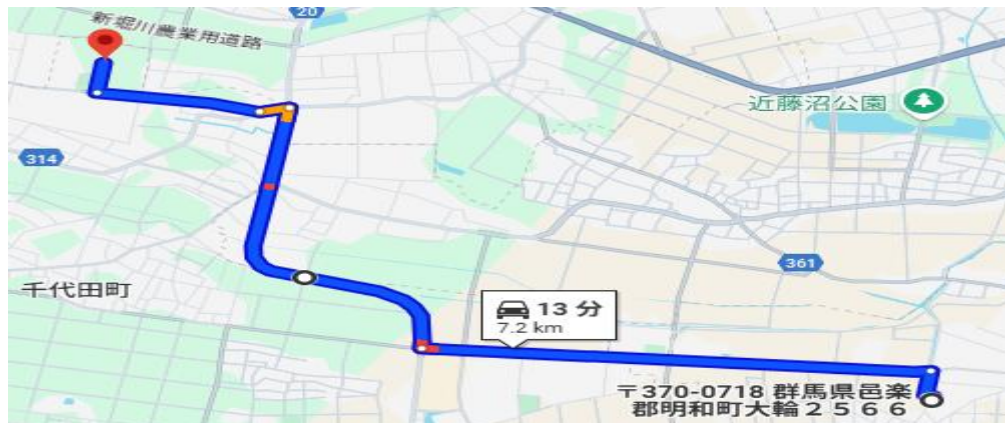 20
新堀川農業用道路
近藤沼公園
314
361
千代田町
13 分
7.2 km
〒370-0718 群馬県邑楽
郡明和町大輪2566